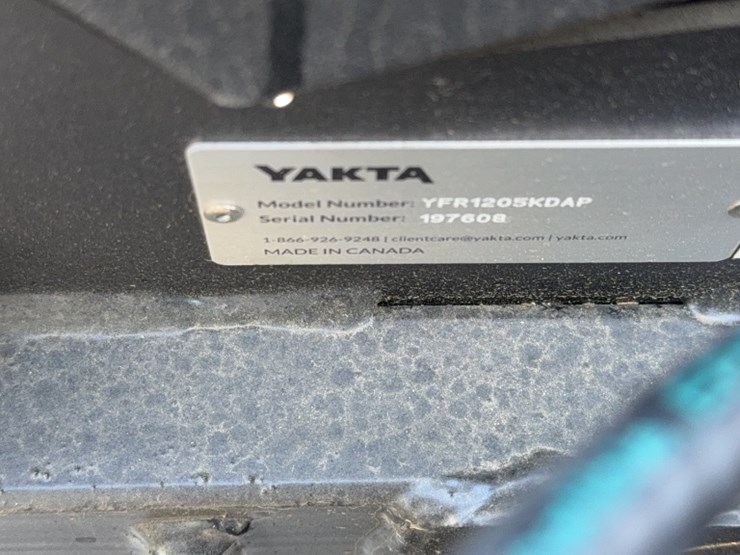 YAKTA
Model Number: YFR1205KDAP
Serial Number: 197608
1-866-926-9248 | clientcare@yakta.com | yakta.com
MADE IN CANADA